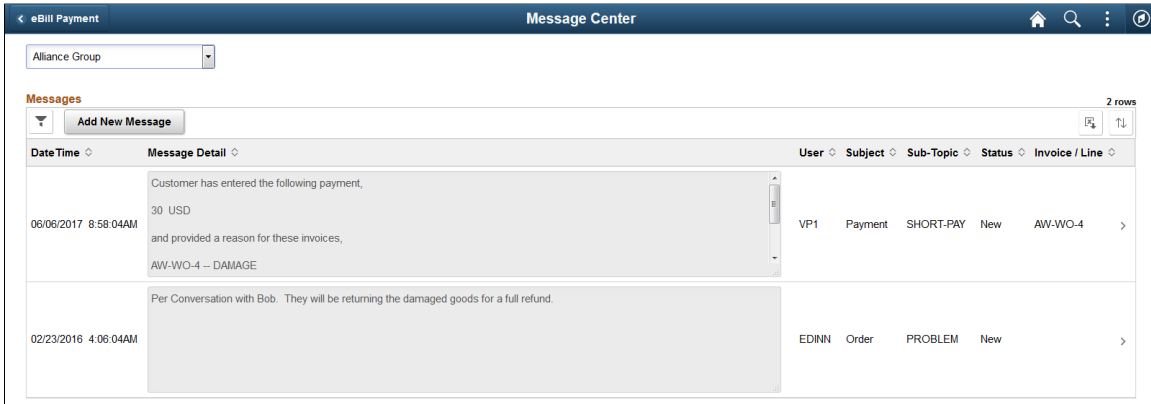 eBill Payment
Message Center
Alliance Group
Messages
2 rows
Add New Message
DateTime Message Detail User Subject Sub-Topic Status Invoice / Line
Customer has entered the following payment,
30 USD
06/06/2017 8:58:04AM VP1 Payment SHORT-PAY New AW-WO-4
and provided a reason for these invoices,
AW-WO-4 -- DAMAGE
Per Conversation with Bob. They will be returning the damaged goods for a full refund.
02/23/2016 4:06:04AM EDINN Order PROBLEM New